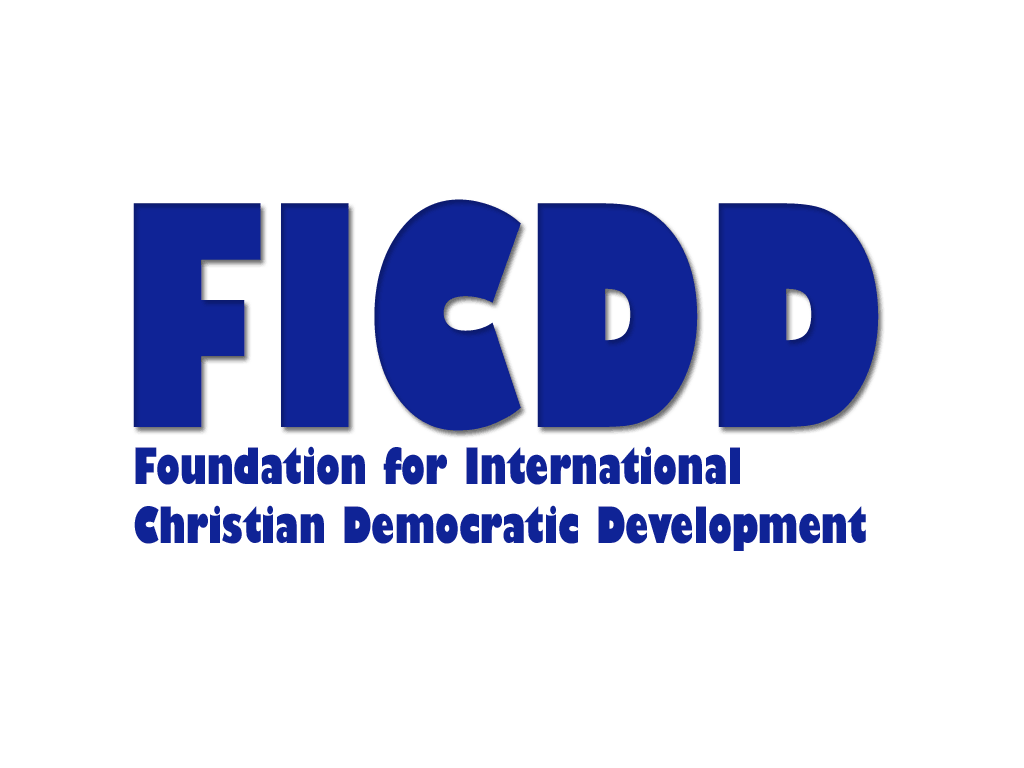 FICDD
Foundation for International
Christian Democratic Development